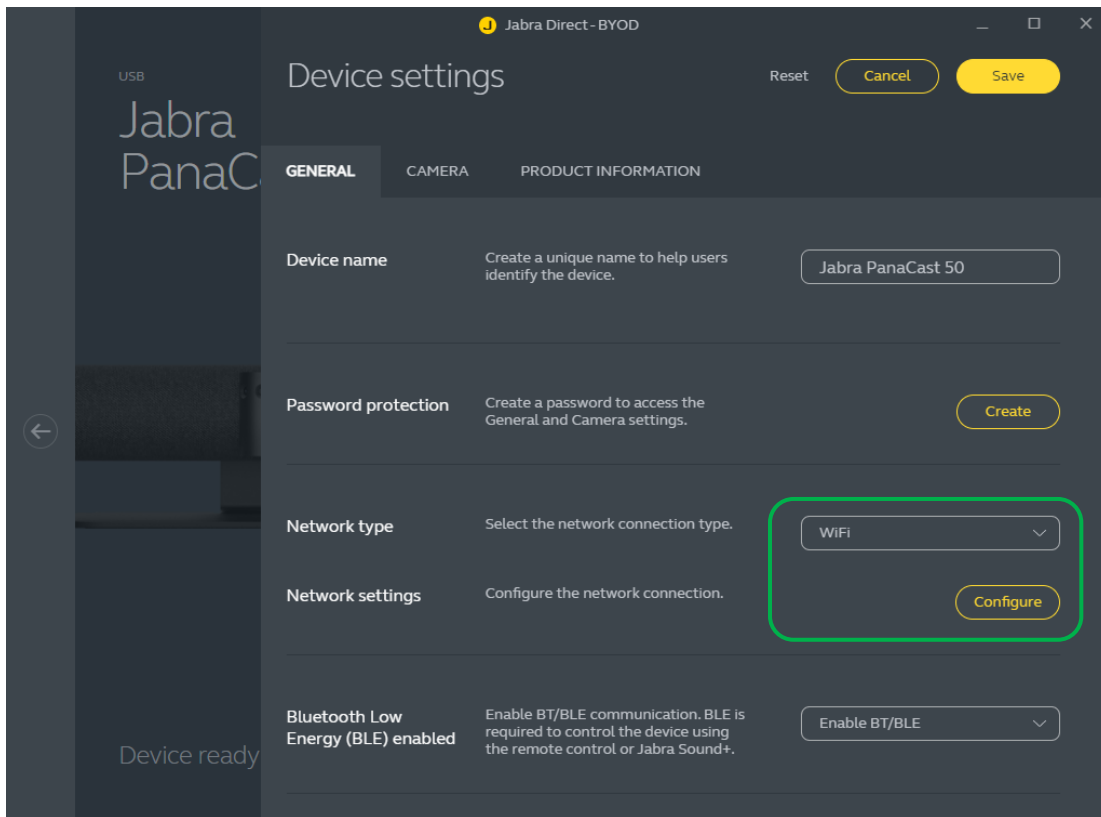 Jabra Direct - BYOD
USB
Jabra
PanaC
Device ready
Device settings
Reset
Cancel
Save
GENERAL
CAMERA
PRODUCT INFORMATION
Device name
Create a unique name to help users
identify the device.
Jabra PanaCast 50
Password protection
Create a password to access the
General and Camera settings.
Create
Network type
Select the network connection type.
WiFi
Network settings
Configure the network connection.
Configure
Bluetooth Low
Energy (BLE) enabled
Enable BT/BLE communication. BLE is
required to control the device using
the remote control or Jabra Sound+.
Enable BT/BLE